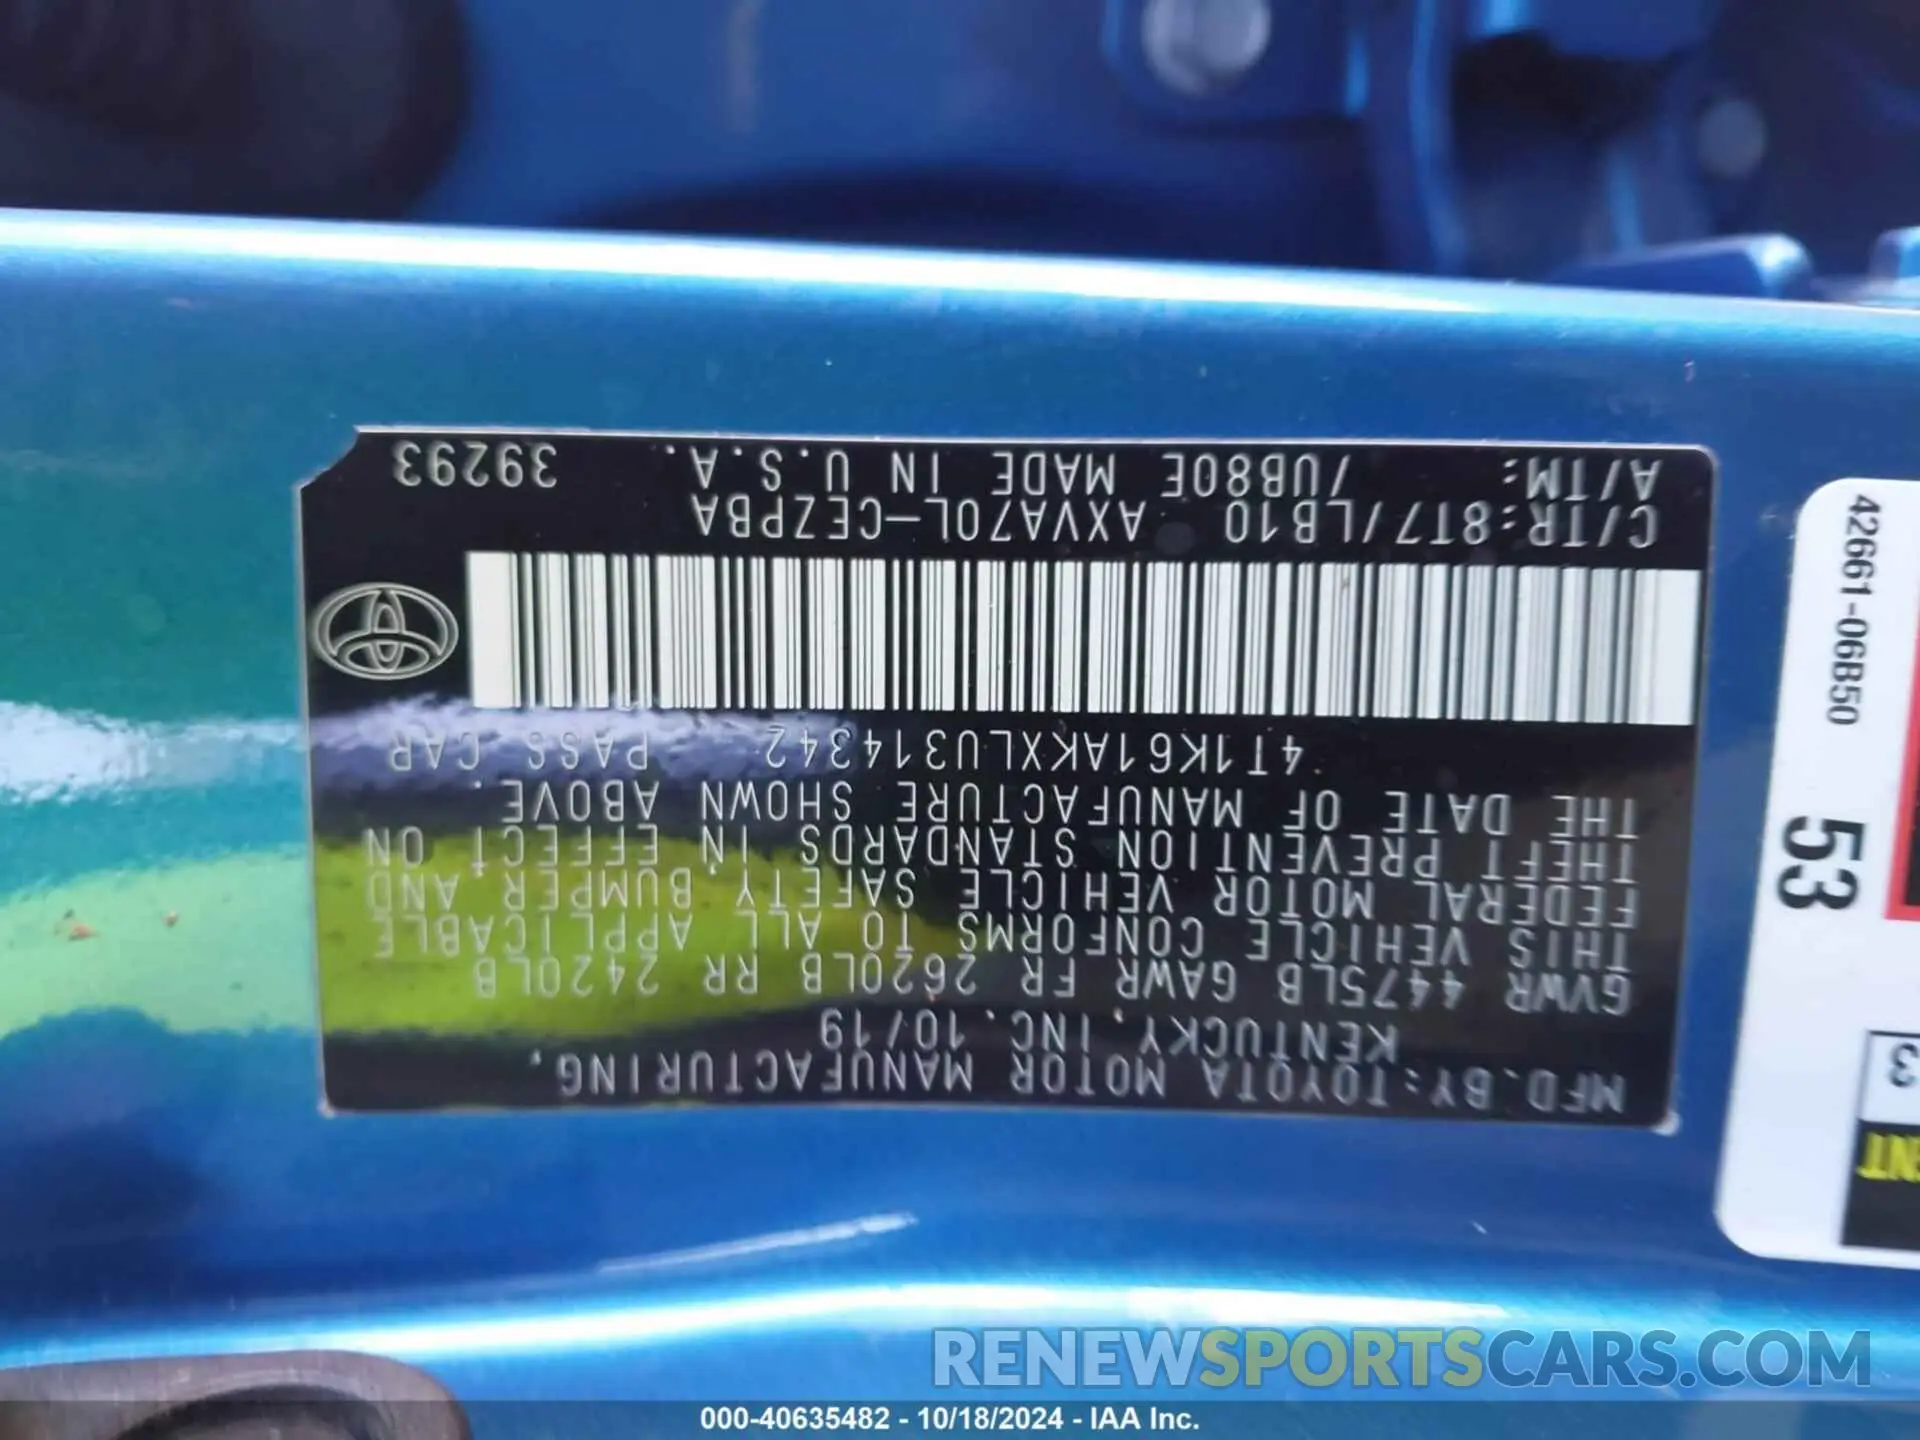 MFD.BY:TOYOTA MOTOR MANUFACTURING,
KENTUCKY,INC.10/19
GVWR 4475LB GAWR FR 2620LB RR 2420LB
THIS VEHICLE CONFORMS TO ALL APPLICABLE
FEDERAL MOTOR VEHICLE SAFETY,BUMPER,AND
THEFT PREVENTION STANDARDS IN EFFECT ON
THE DATE OF MANUFACTURE SHOWN ABOVE.
4T1K61AKXLU314342 PASS CAR
C/TR:8T7/LB10 AXVA70L-CEZPBA
A/TM: /UB80E MADE IN U.S.A. 39293
42661-06B50
53
3
ENT
RENEWSPORTSCARS.COM
000-40635482 - 10/18/2024 - IAA Inc.